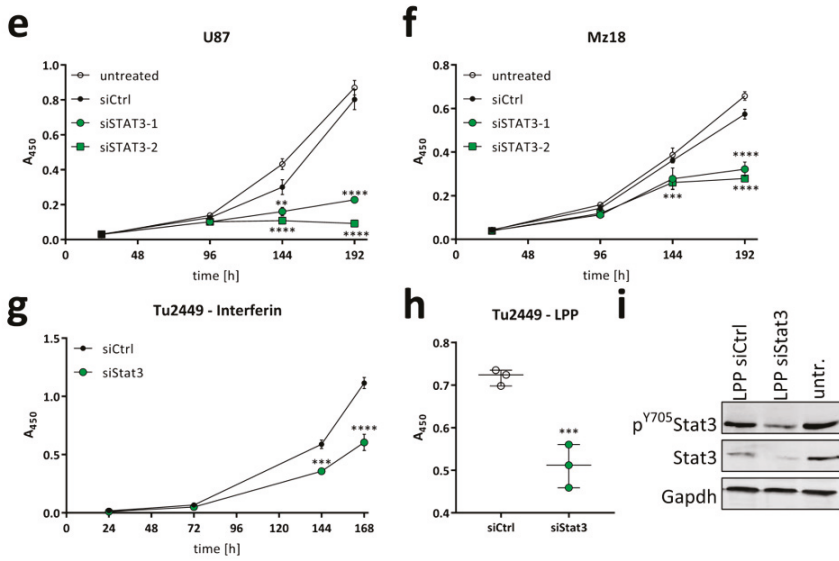 e
U87
1.0
0.8
0.6
0.4
0.2
0.0
A450
untreated
siCtrl
siSTAT3-1
siSTAT3-2
**
****
****
****
0
48
96
144
192
time [h]
f
Mz18
0.8
0.6
0.4
0.2
0.0
A450
untreated
siCtrl
siSTAT3-1
siSTAT3-2
***
****
****
0
48
96
144
192
time [h]
g
Tu2449 - Interferin
1.5
1.0
0.5
0.0
A450
siCtrl
siStat3
***
****
0
24
48
72
96
120
144
168
time [h]
h
Tu2449 - LPP
0.8
0.7
0.6
0.5
0.4
A450
***
siCtrl
siStat3
i
LPP siCtrl
LPP siStat3
untr.
pY705Stat3
Stat3
Gapdh